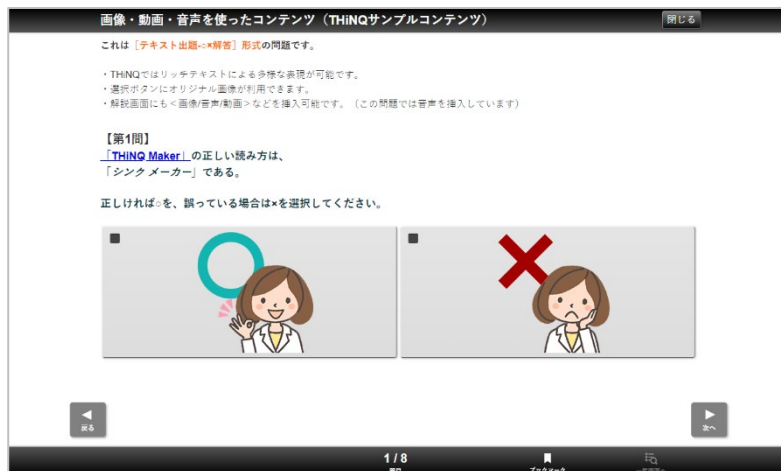 画像・動画・音声を使ったコンテンツ（THiNQサンプルコンテンツ）
閉じる
これは［テキスト出題-○×解答］形式の問題です。
・THiNQではリッチテキストによる多様な表現が可能です。
・選択ボタンにオリジナル画像が利用できます。
・解説画面にも＜画像/音声/動画＞などを挿入可能です。（この問題では音声を挿入しています）
【第1問】
「THiNQ Maker」の正しい読み方は、
「シンク メーカー」である。
正しければ○を、誤っている場合は×を選択してください。
戻る
次へ
1 / 8
ブックマーク